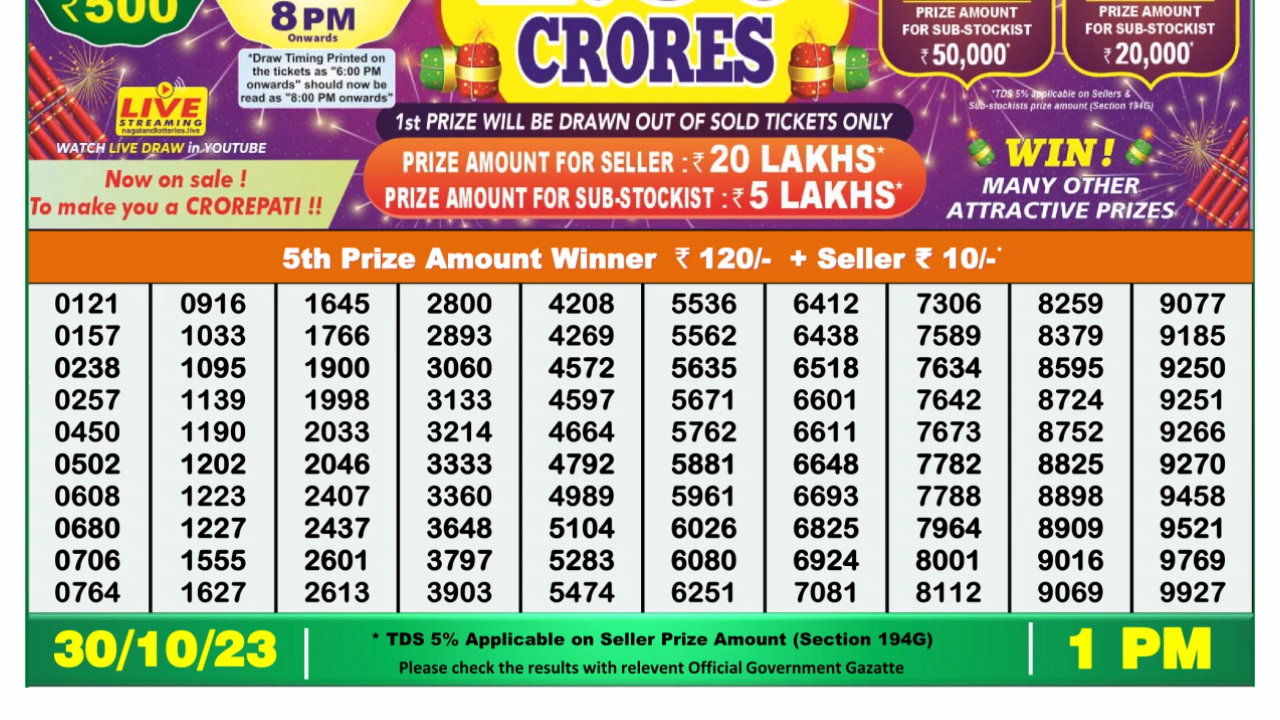 ₹500
8 PM
Onwards
*Draw Timing Printed on
the tickets as "6:00 PM
onwards" should now be
read as "8:00 PM onwards"
LIVE
STREAMING
nagalandlotteries.live
WATCH LIVE DRAW in YOUTUBE
Now on sale !
To make you a CROREPATI !!
CRORES
1st PRIZE WILL BE DRAWN OUT OF SOLD TICKETS ONLY
PRIZE AMOUNT FOR SELLER : ₹ 20 LAKHS*
PRIZE AMOUNT FOR SUB-STOCKIST : ₹ 5 LAKHS*
PRIZE AMOUNT
FOR SUB-STOCKIST
₹ 50,000*
PRIZE AMOUNT
FOR SUB-STOCKIST
₹ 20,000*
*TDS 5% applicable on Sellers &
Sub-stockists prize amount (Section 194G)
WIN !
MANY OTHER
ATTRACTIVE PRIZES
5th Prize Amount Winner ₹ 120/- + Seller ₹ 10/-*
0121 0916 1645 2800 4208 5536 6412 7306 8259 9077
0157 1033 1766 2893 4269 5562 6438 7589 8379 9185
0238 1095 1900 3060 4572 5635 6518 7634 8595 9250
0257 1139 1998 3133 4597 5671 6601 7642 8724 9251
0450 1190 2033 3214 4664 5762 6611 7673 8752 9266
0502 1202 2046 3333 4792 5881 6648 7782 8825 9270
0608 1223 2407 3360 4989 5961 6693 7788 8898 9458
0680 1227 2437 3648 5104 6026 6825 7964 8909 9521
0706 1555 2601 3797 5283 6080 6924 8001 9016 9769
0764 1627 2613 3903 5474 6251 7081 8112 9069 9927
30/10/23
* TDS 5% Applicable on Seller Prize Amount (Section 194G)
Please check the results with relevent Official Government Gazatte
1 PM